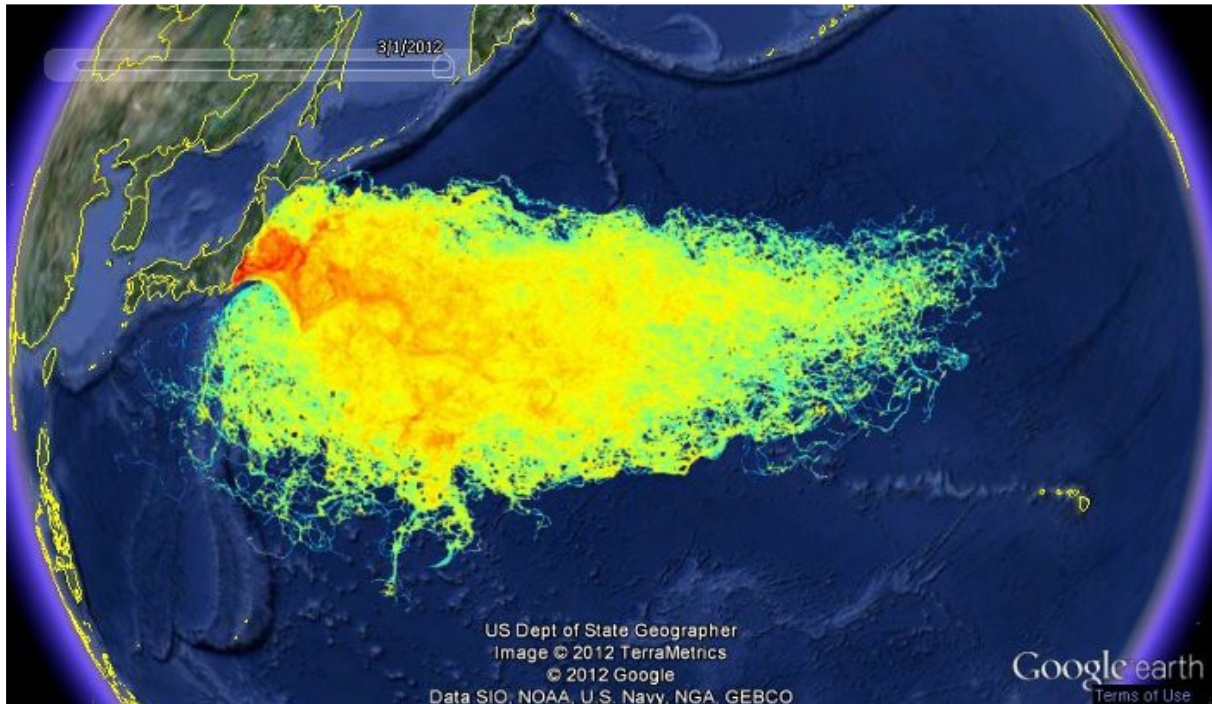 3/1/2012
US Dept of State Geographer
Image © 2012 TerraMetrics
© 2012 Google
Data SIO, NOAA, U.S. Navy, NGA, GEBCO
Google earth
Terms of Use